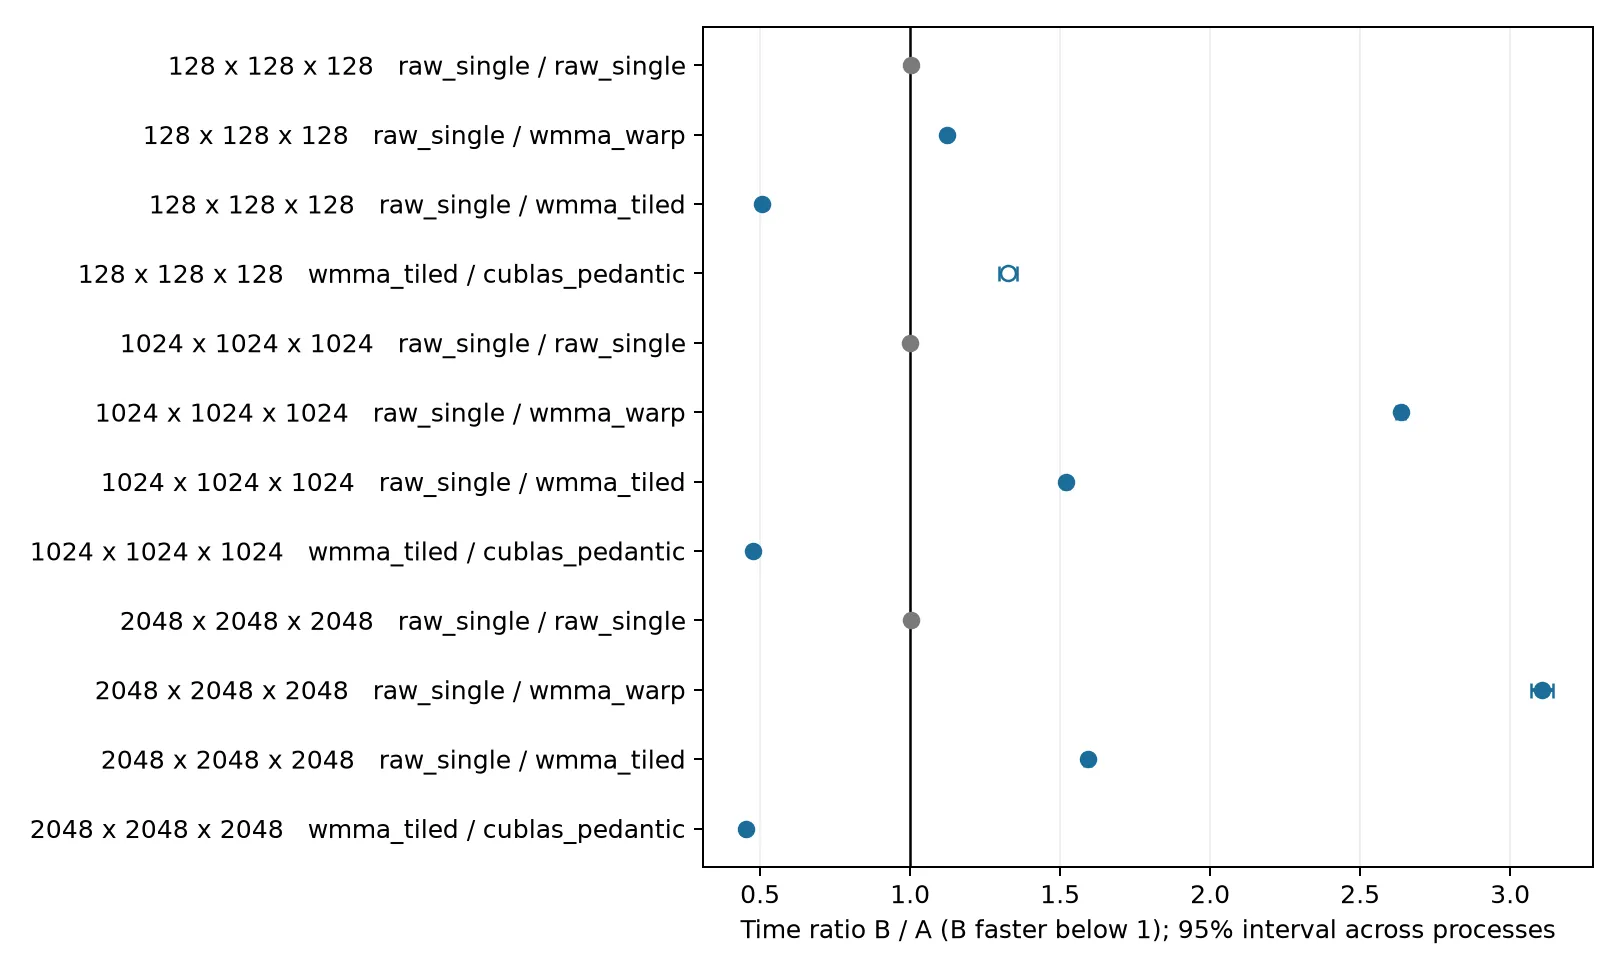 128 x 128 x 128   raw_single / raw_single
128 x 128 x 128   raw_single / wmma_warp
128 x 128 x 128   raw_single / wmma_tiled
128 x 128 x 128   wmma_tiled / cublas_pedantic
1024 x 1024 x 1024   raw_single / raw_single
1024 x 1024 x 1024   raw_single / wmma_warp
1024 x 1024 x 1024   raw_single / wmma_tiled
1024 x 1024 x 1024   wmma_tiled / cublas_pedantic
2048 x 2048 x 2048   raw_single / raw_single
2048 x 2048 x 2048   raw_single / wmma_warp
2048 x 2048 x 2048   raw_single / wmma_tiled
2048 x 2048 x 2048   wmma_tiled / cublas_pedantic
0.5 1.0 1.5 2.0 2.5 3.0
Time ratio B / A (B faster below 1); 95% interval across processes